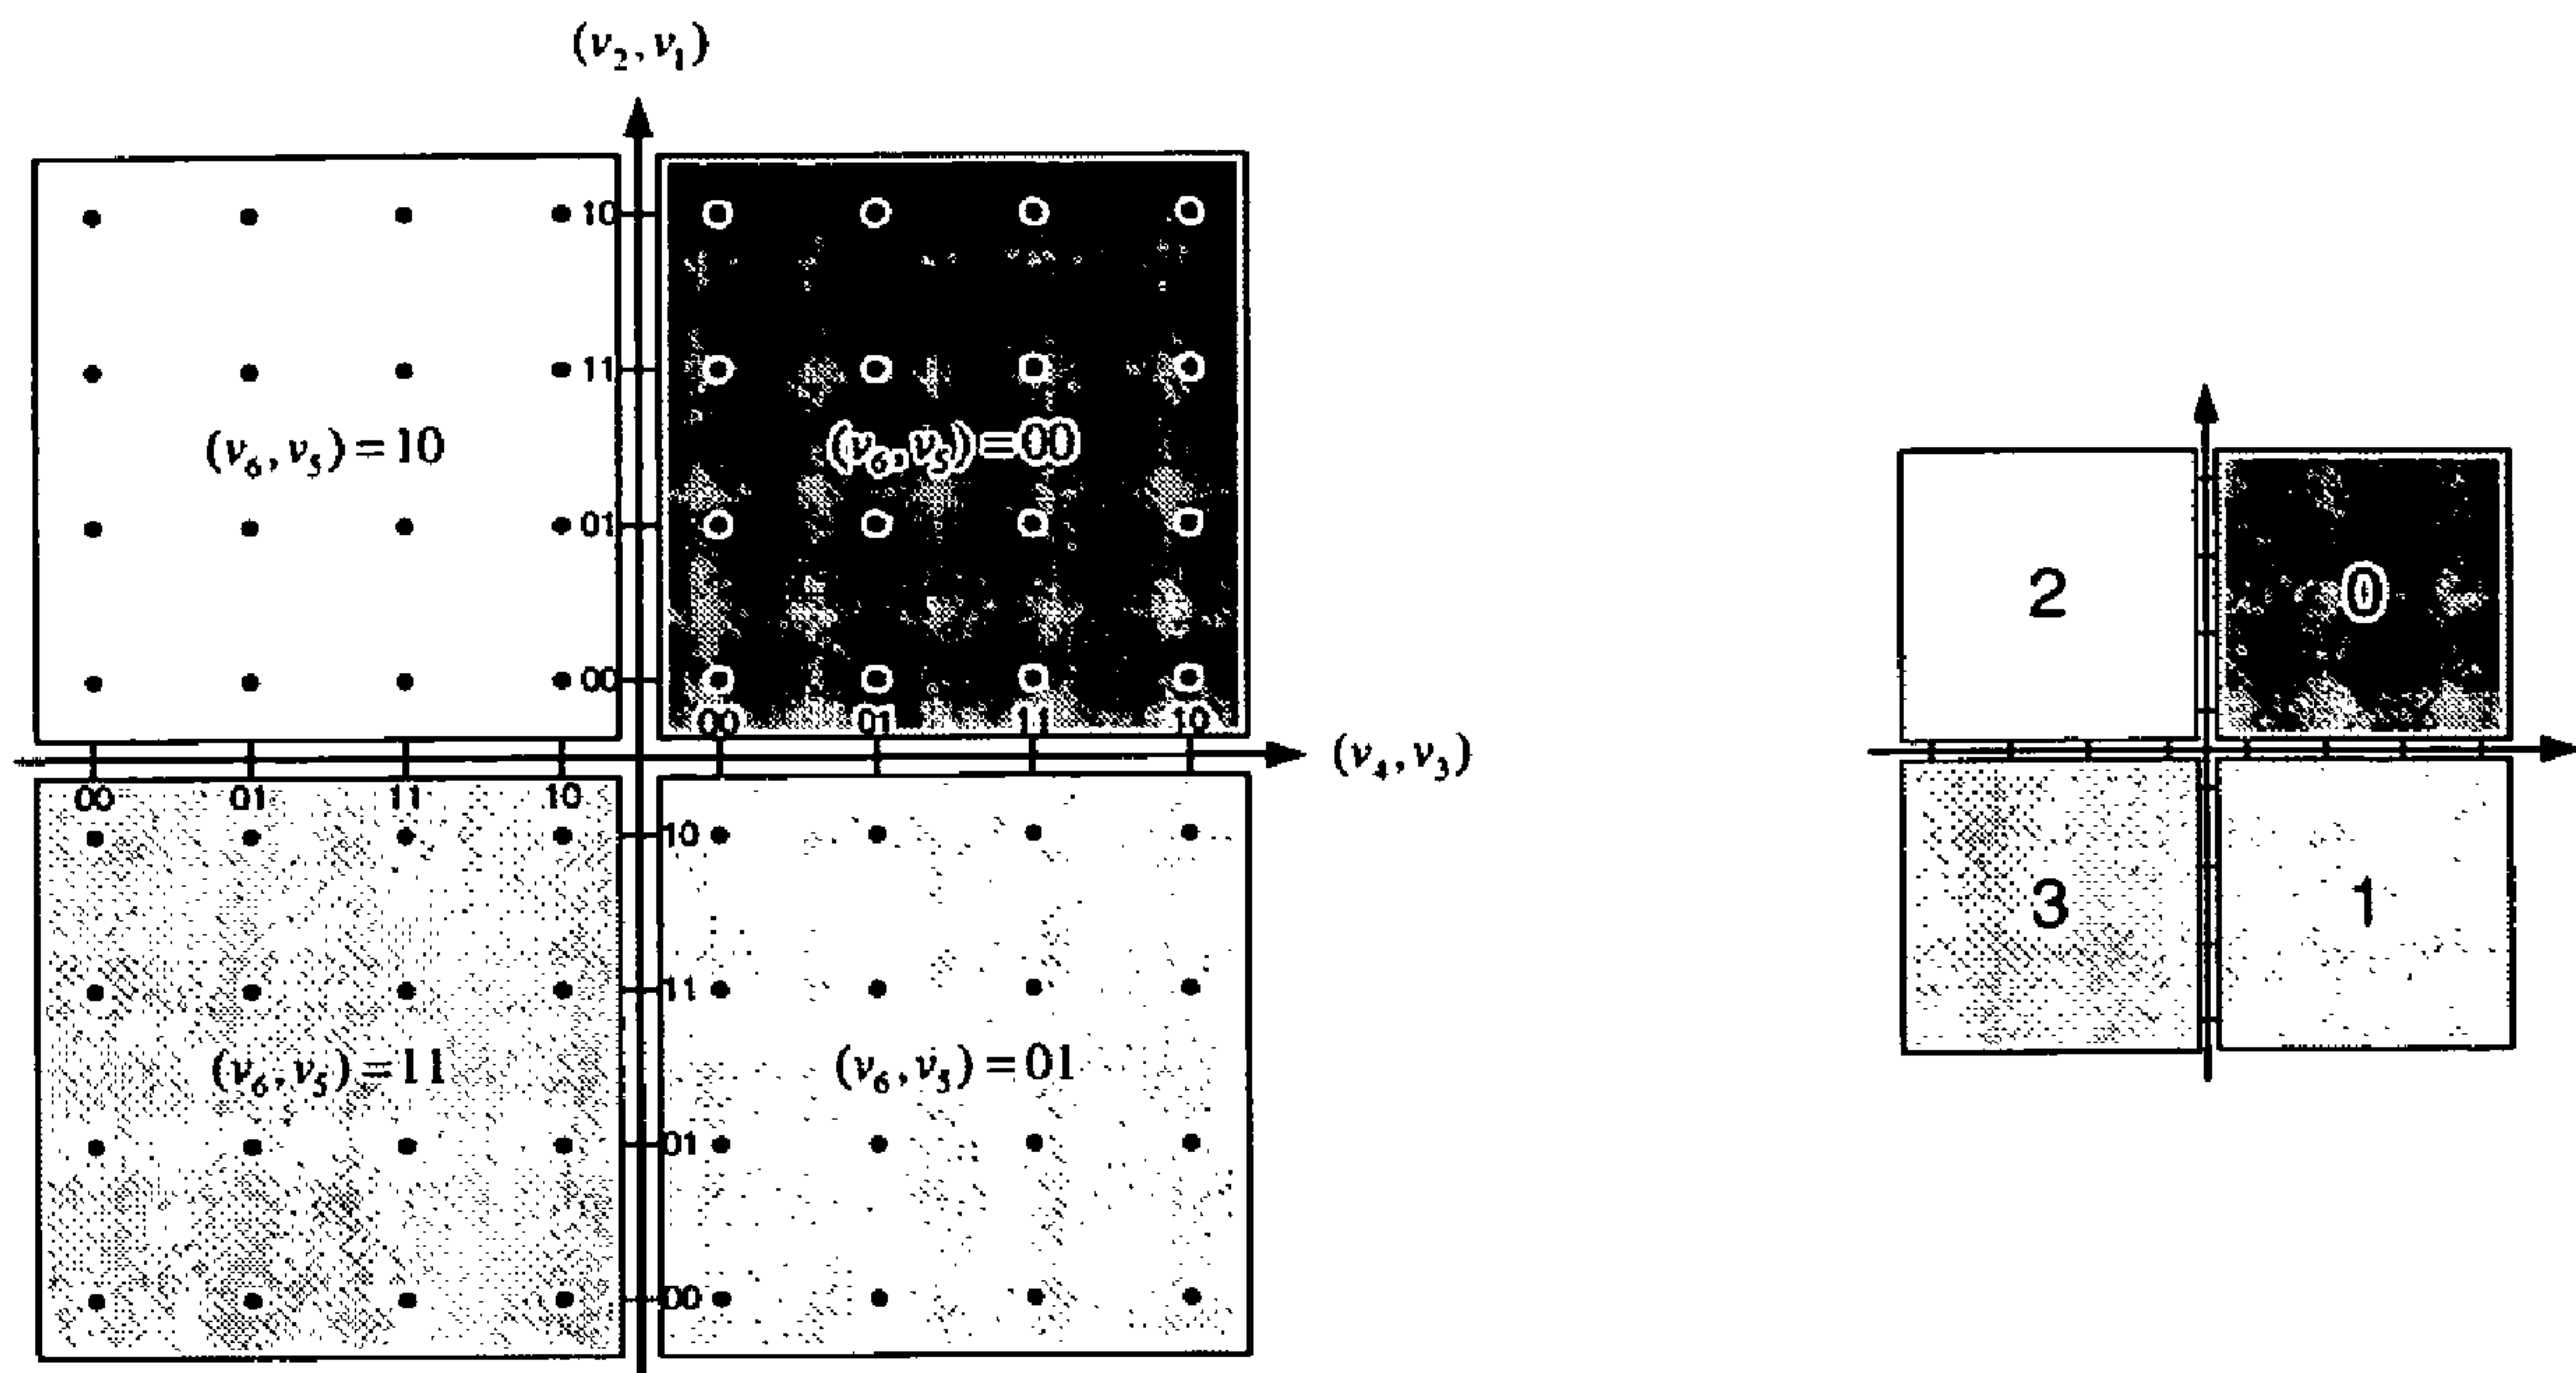 (v₂, v₁)
10
11
(v₆, v₅) = 10
(v₆, v₅) = 00
01
00
00 01 11 10
(v₄, v₃)
00 01 11 10
10
11
(v₆, v₅) = 11
(v₆, v₅) = 01
01
00
2
0
3
1